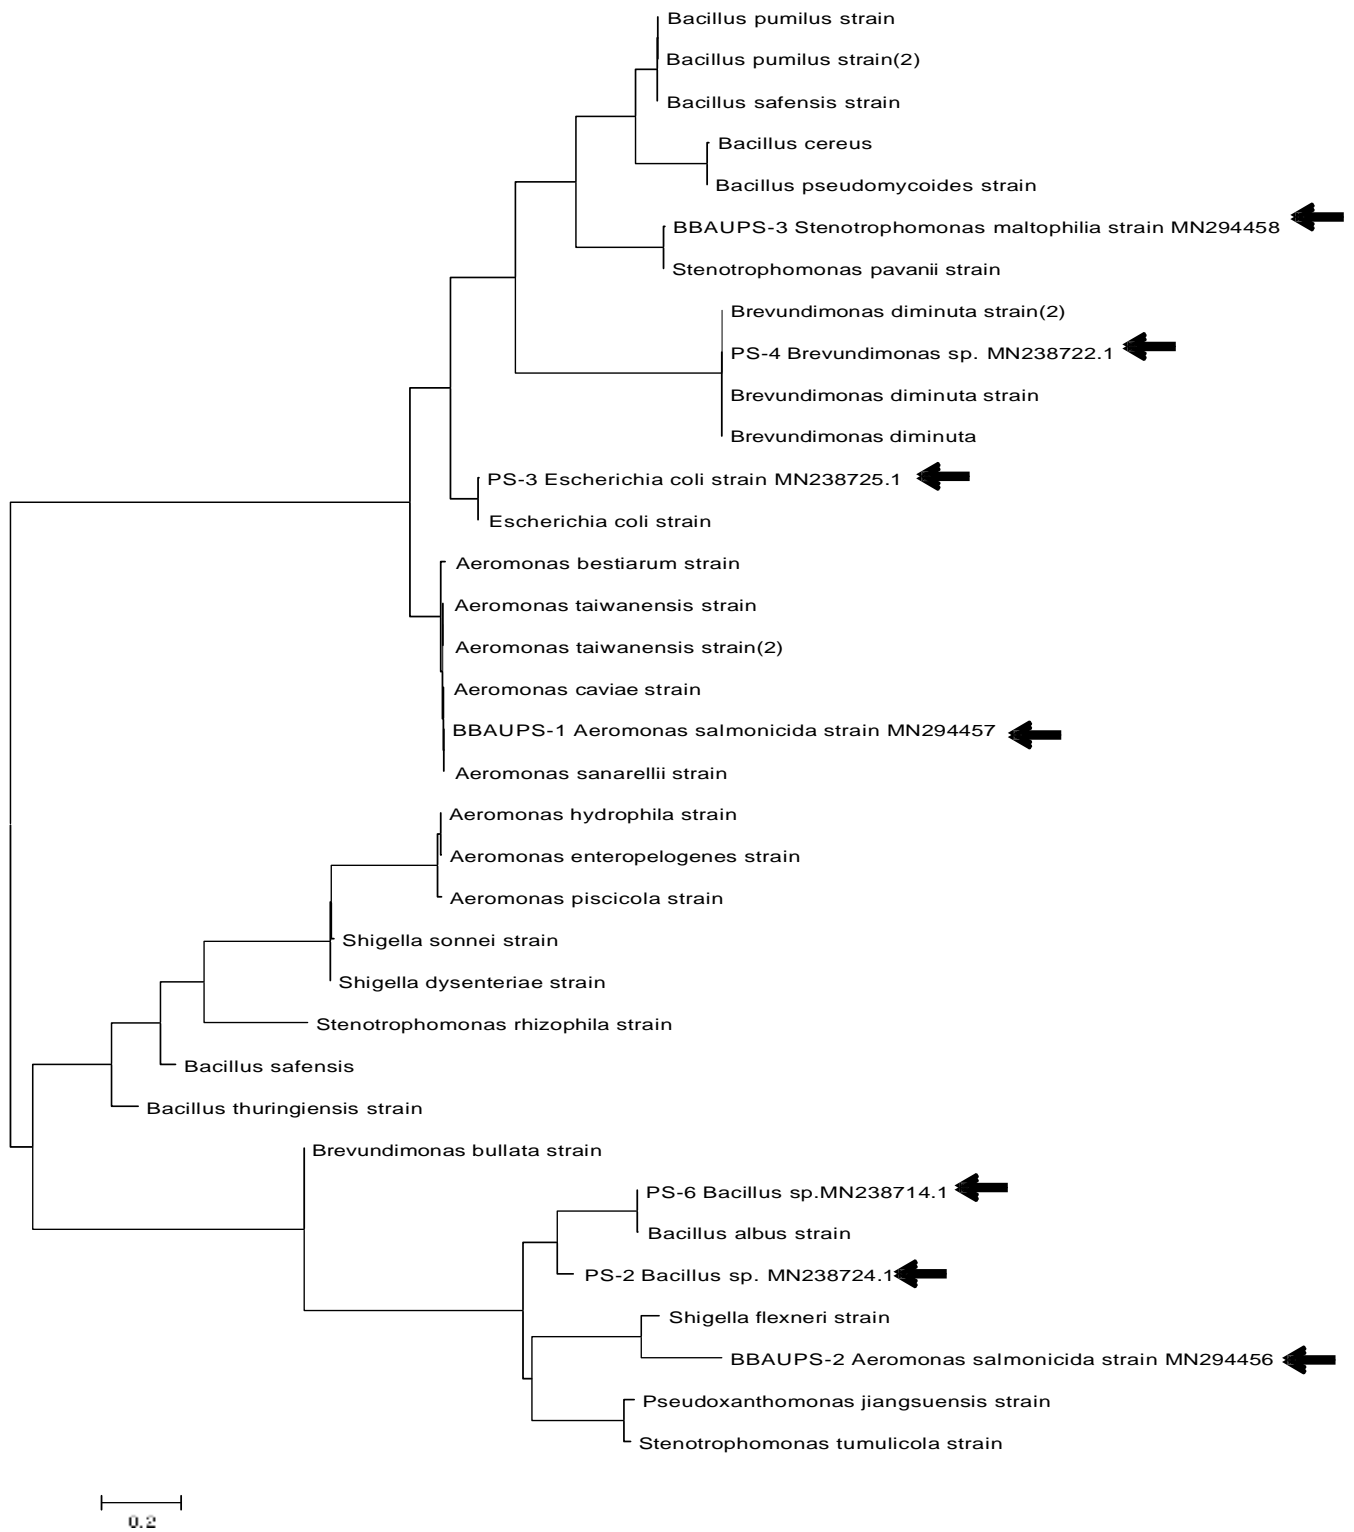 Bacillus pumilus strain
Bacillus pumilus strain(2)
Bacillus safensis strain
Bacillus cereus
Bacillus pseudomycoides strain
BBAUPS-3 Stenotrophomonas maltophilia strain MN294458
Stenotrophomonas pavanii strain
Brevundimonas diminuta strain(2)
PS-4 Brevundimonas sp. MN238722.1
Brevundimonas diminuta strain
Brevundimonas diminuta
PS-3 Escherichia coli strain MN238725.1
Escherichia coli strain
Aeromonas bestiarum strain
Aeromonas taiwanensis strain
Aeromonas taiwanensis strain(2)
Aeromonas caviae strain
BBAUPS-1 Aeromonas salmonicida strain MN294457
Aeromonas sanarellii strain
Aeromonas hydrophila strain
Aeromonas enteropelogenes strain
Aeromonas piscicola strain
Shigella sonnei strain
Shigella dysenteriae strain
Stenotrophomonas rhizophila strain
Bacillus safensis
Bacillus thuringiensis strain
Brevundimonas bullata strain
PS-6 Bacillus sp.MN238714.1
Bacillus albus strain
PS-2 Bacillus sp. MN238724.1
Shigella flexneri strain
BBAUPS-2 Aeromonas salmonicida strain MN294456
Pseudoxanthomonas jiangsuensis strain
Stenotrophomonas tumulicola strain
0.2